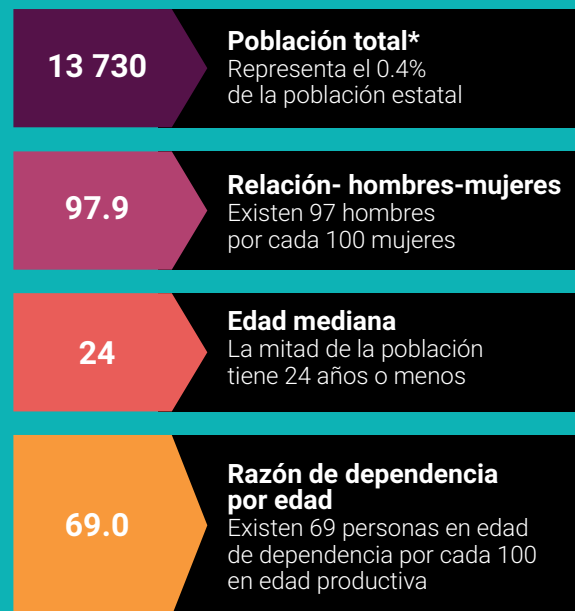 13 730
Población total*
Representa el 0.4%
de la población estatal
97.9
Relación- hombres-mujeres
Existen 97 hombres
por cada 100 mujeres
24
Edad mediana
La mitad de la población
tiene 24 años o menos
69.0
Razón de dependencia
por edad
Existen 69 personas en edad
de dependencia por cada 100
en edad productiva